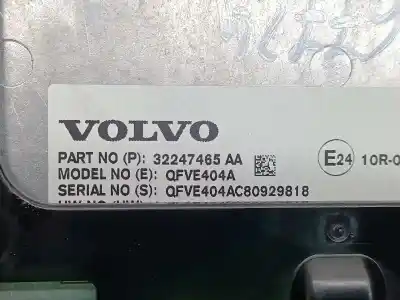 VOLVO
PART NO (P): 32247465 AA
MODEL NO (E): QFVE404A
E24 10R-0
SERIAL NO (S): QFVE404AC80929818